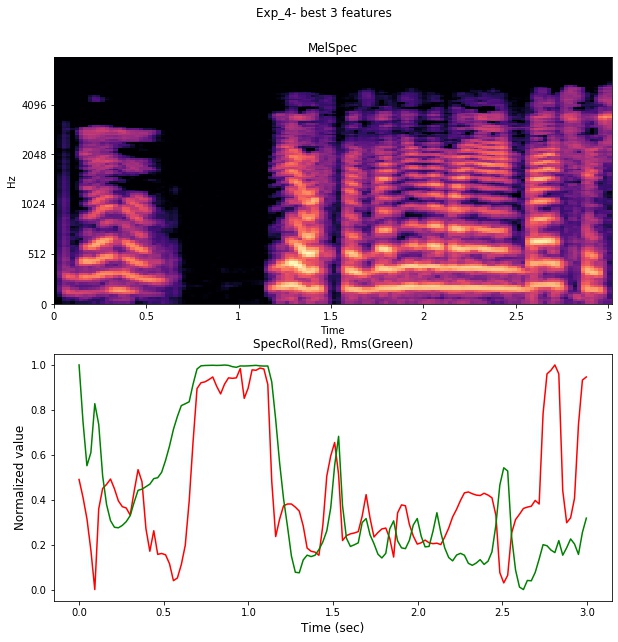 Exp_4- best 3 features
MelSpec
4096
2048
1024
512
0
Hz
0 0.5 1 1.5 2 2.5 3
Time
SpecRol(Red), Rms(Green)
1.0
0.8
0.6
0.4
0.2
0.0
Normalized value
0.0 0.5 1.0 1.5 2.0 2.5 3.0
Time (sec)